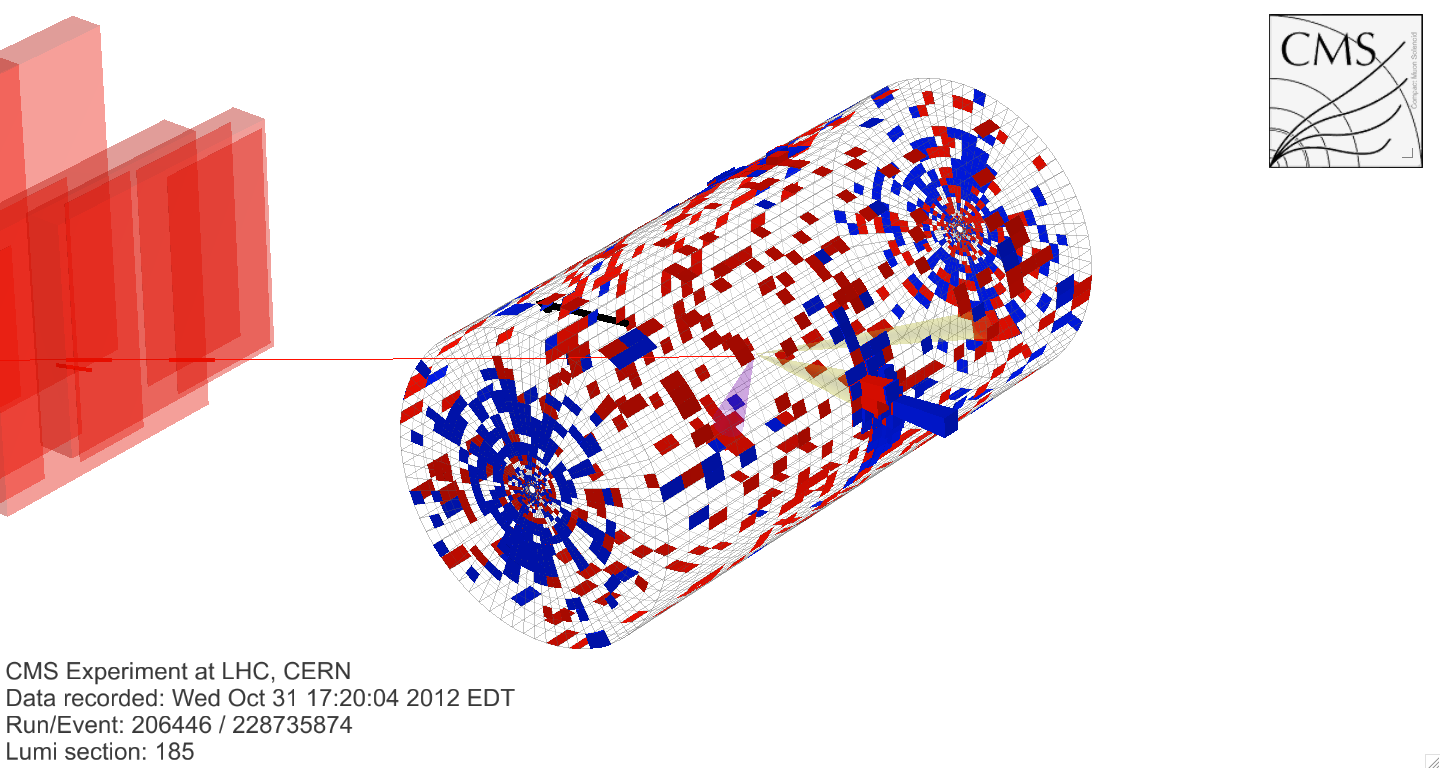 CMS
Compact Muon Solenoid
CMS Experiment at LHC, CERN
Data recorded: Wed Oct 31 17:20:04 2012 EDT
Run/Event: 206446 / 228735874
Lumi section: 185